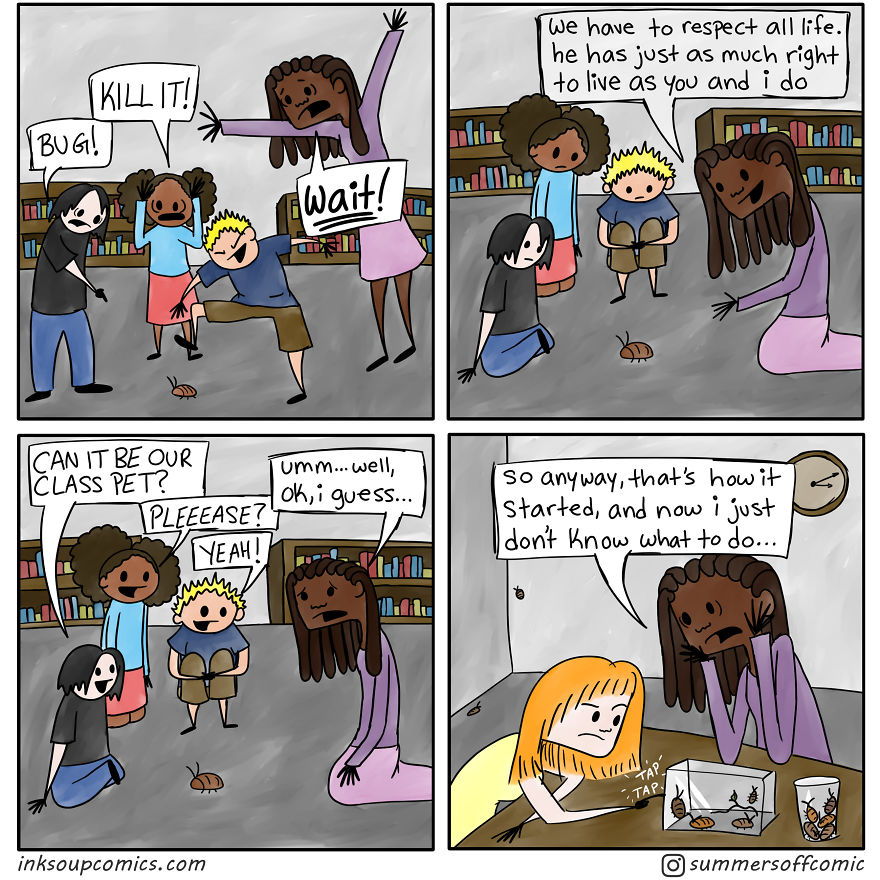 BUG!
KILL IT!
Wait!
we have to respect all life.
he has just as much right
to live as you and i do
CAN IT BE OUR
CLASS PET?
PLEEEASE?
YEAH!
umm...well,
ok,i guess...
so anyway, that's how it
started, and now i just
don't know what to do...
TAP
TAP
inksoupcomics.com
summersoffcomic